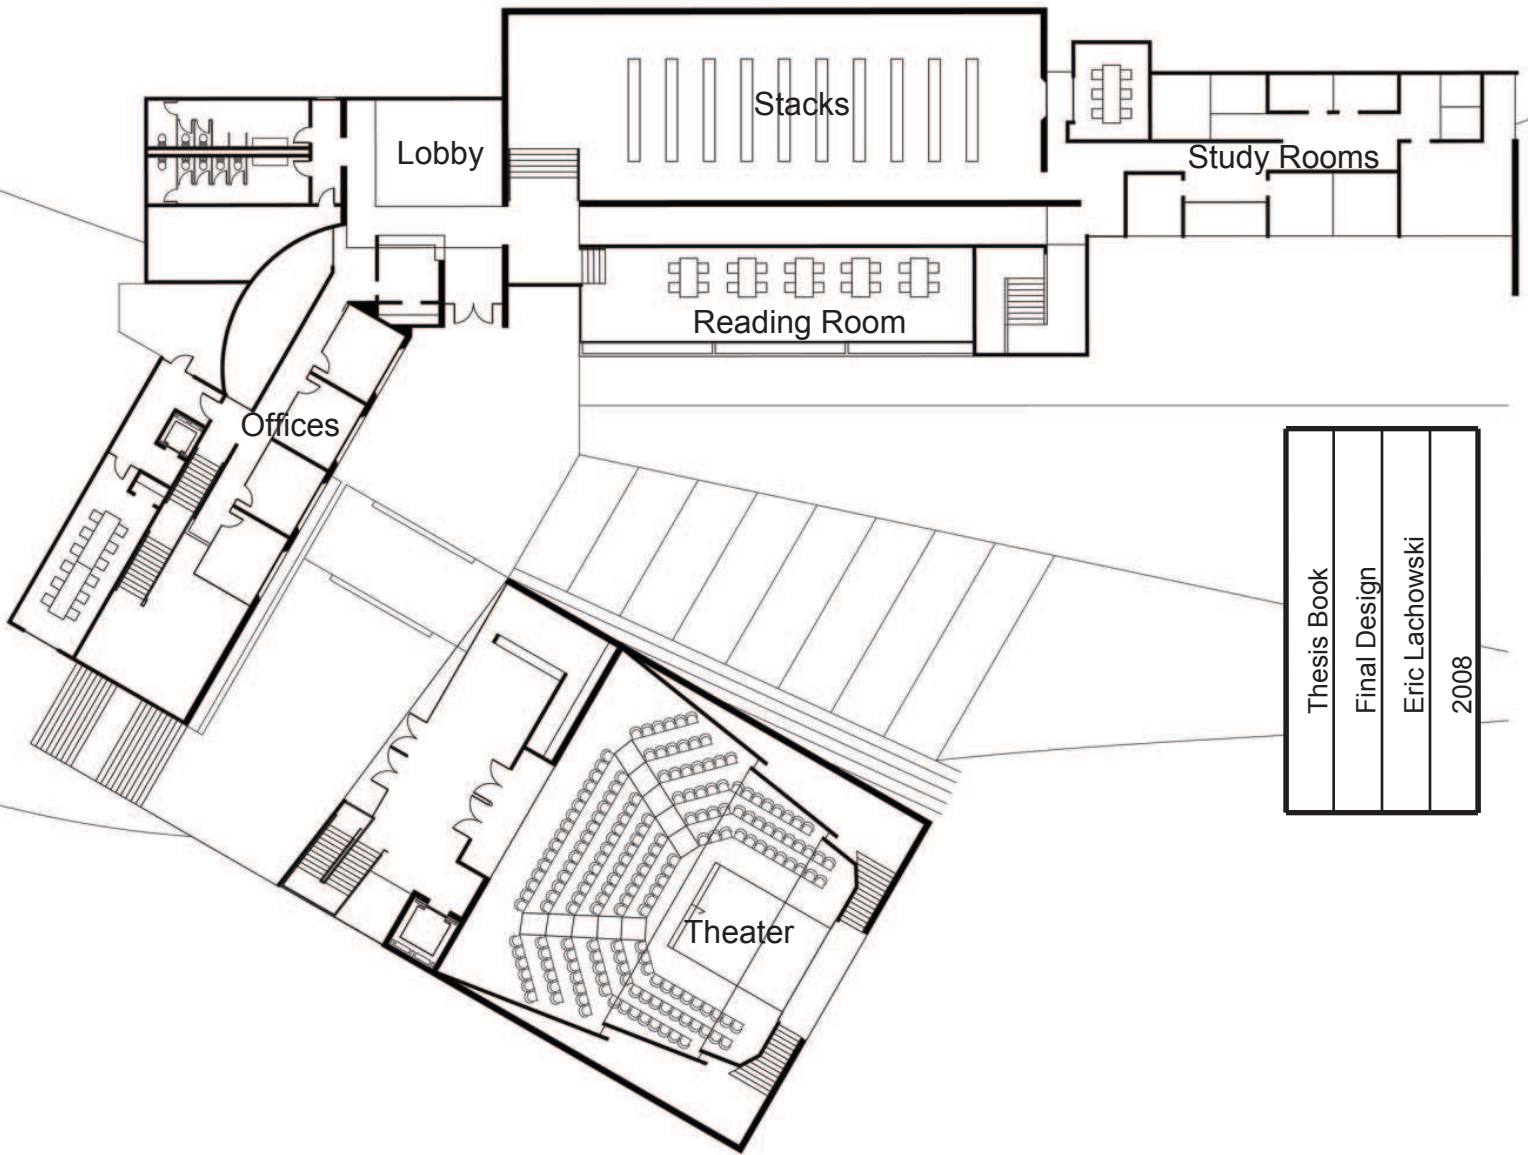 Stacks
Lobby
Study Rooms
Reading Room
Offices
Theater
Thesis Book
Final Design
Eric Lachowski
2008